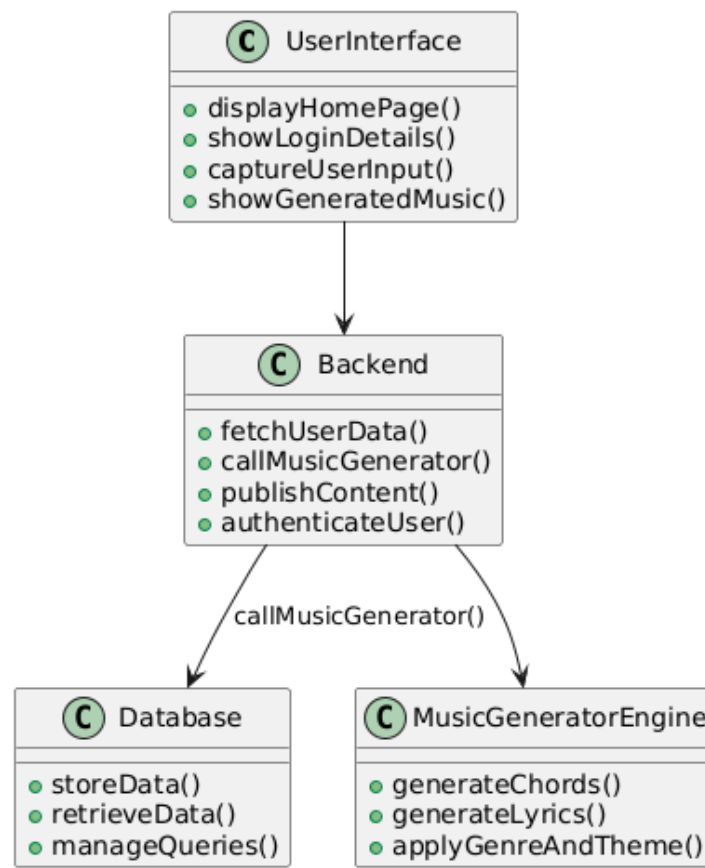 C UserInterface
displayHomePage()
showLoginDetails()
captureUserInput()
showGeneratedMusic()
C Backend
fetchUserData()
callMusicGenerator()
publishContent()
authenticateUser()
callMusicGenerator()
C Database
storeData()
retrieveData()
manageQueries()
C MusicGeneratorEngine
generateChords()
generateLyrics()
applyGenreAndTheme()